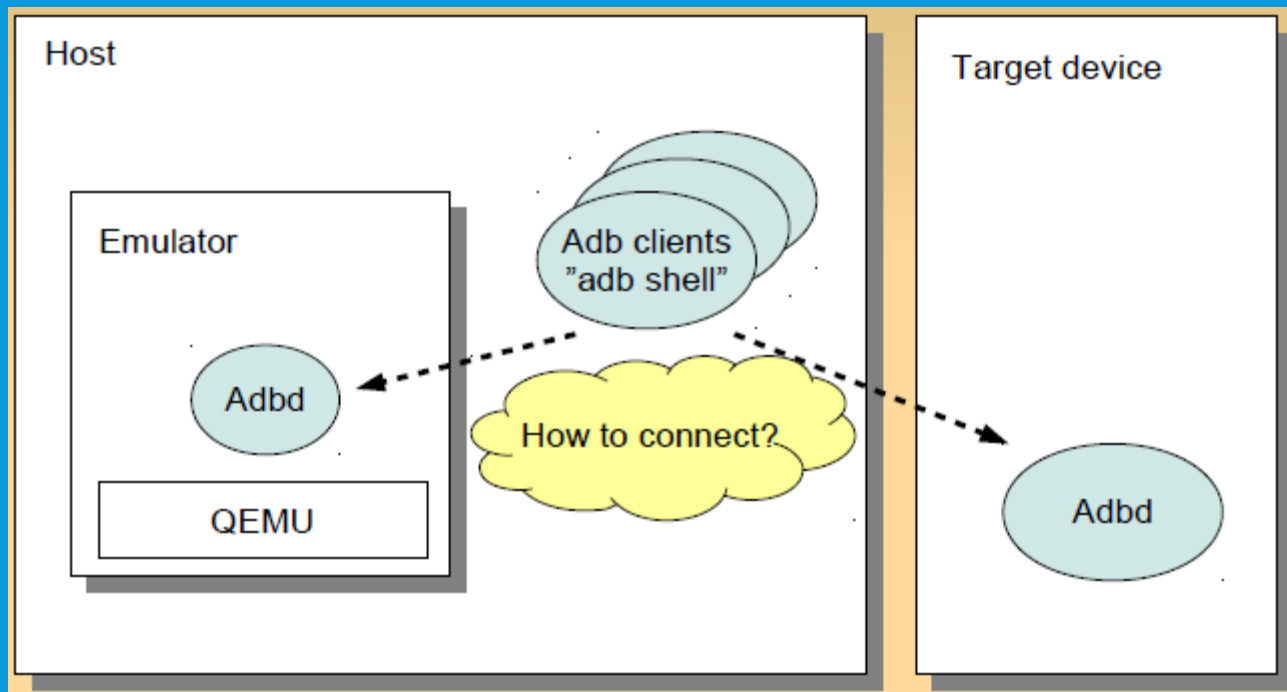 Host
Target device
Adb clients
”adb shell”
Emulator
Adbd
How to connect?
QEMU
Adbd